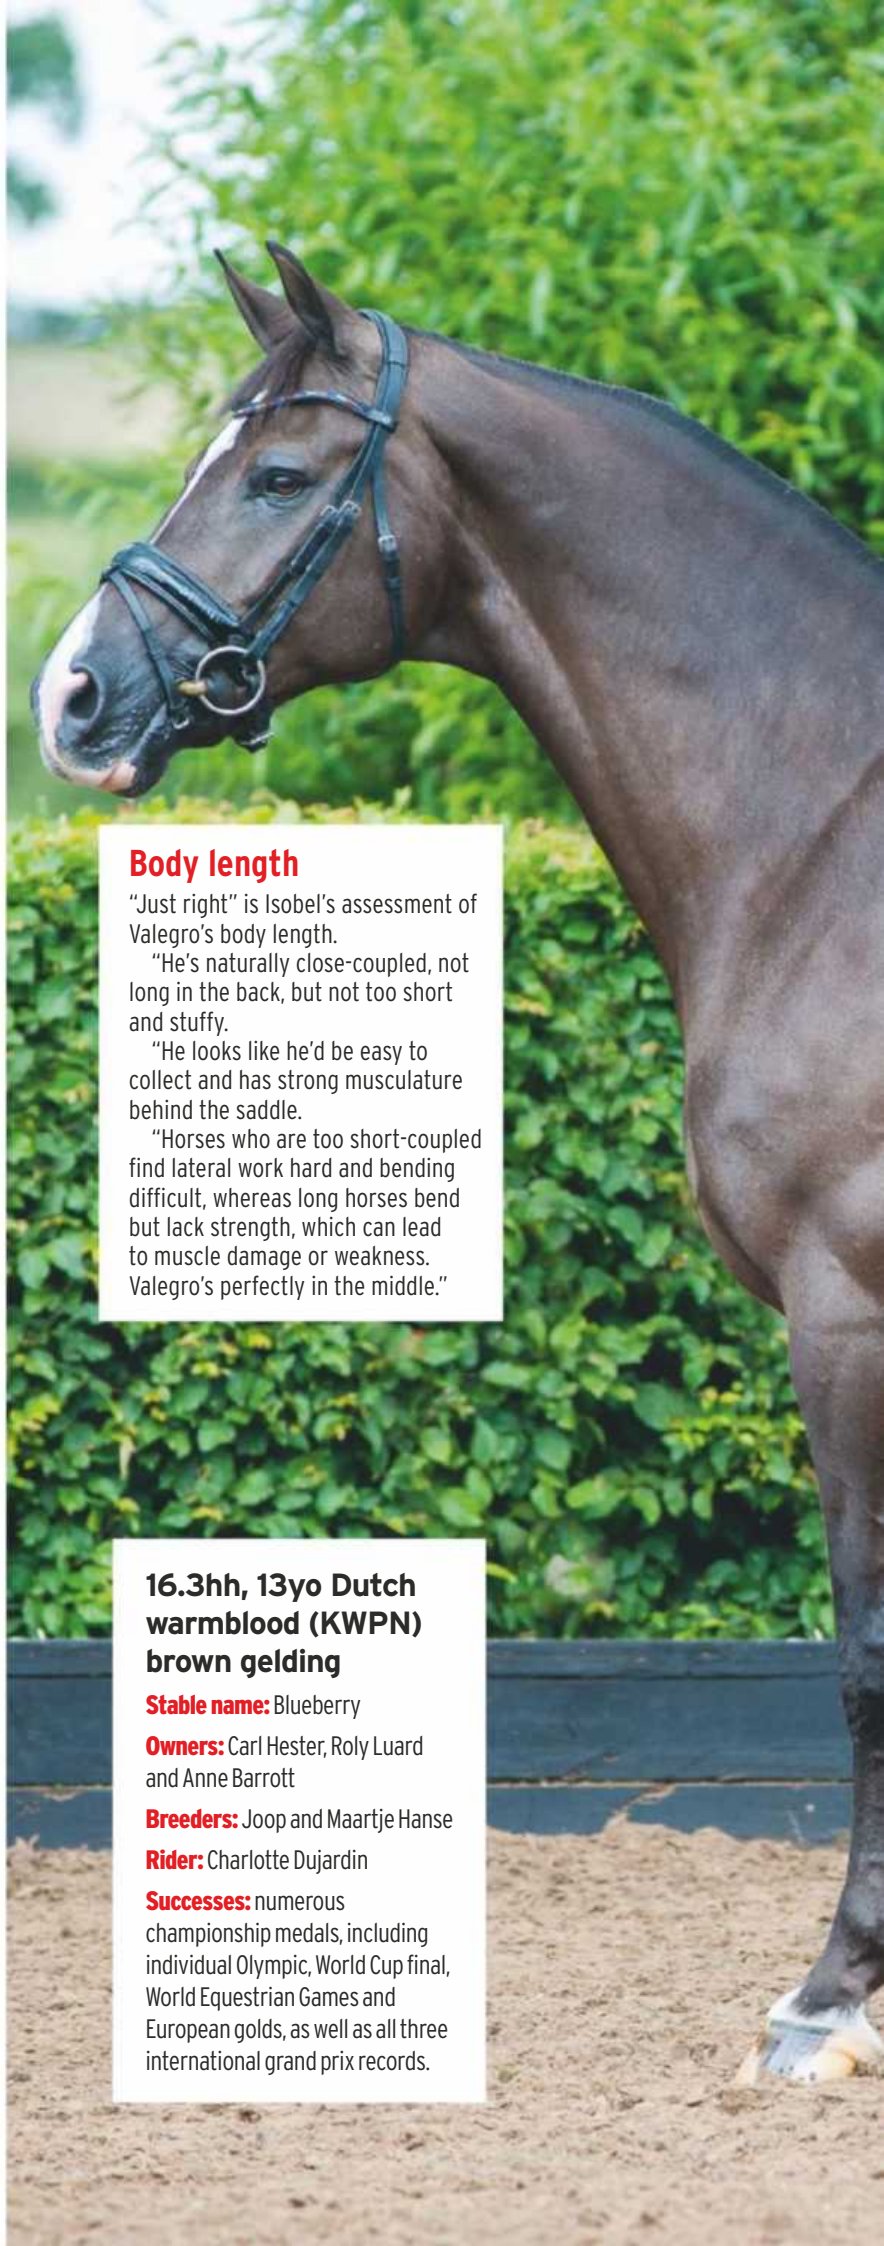 Body length
“Just right” is Isobel’s assessment of
Valegro’s body length.
“He’s naturally close-coupled, not
long in the back, but not too short
and stuffy.
“He looks like he’d be easy to
collect and has strong musculature
behind the saddle.
“Horses who are too short-coupled
find lateral work hard and bending
difficult, whereas long horses bend
but lack strength, which can lead
to muscle damage or weakness.
Valegro’s perfectly in the middle.”
16.3hh, 13yo Dutch
warmblood (KWPN)
brown gelding
Stable name: Blueberry
Owners: Carl Hester, Roly Luard
and Anne Barrott
Breeders: Joop and Maartje Hanse
Rider: Charlotte Dujardin
Successes: numerous
championship medals, including
individual Olympic, World Cup final,
World Equestrian Games and
European golds, as well as all three
international grand prix records.